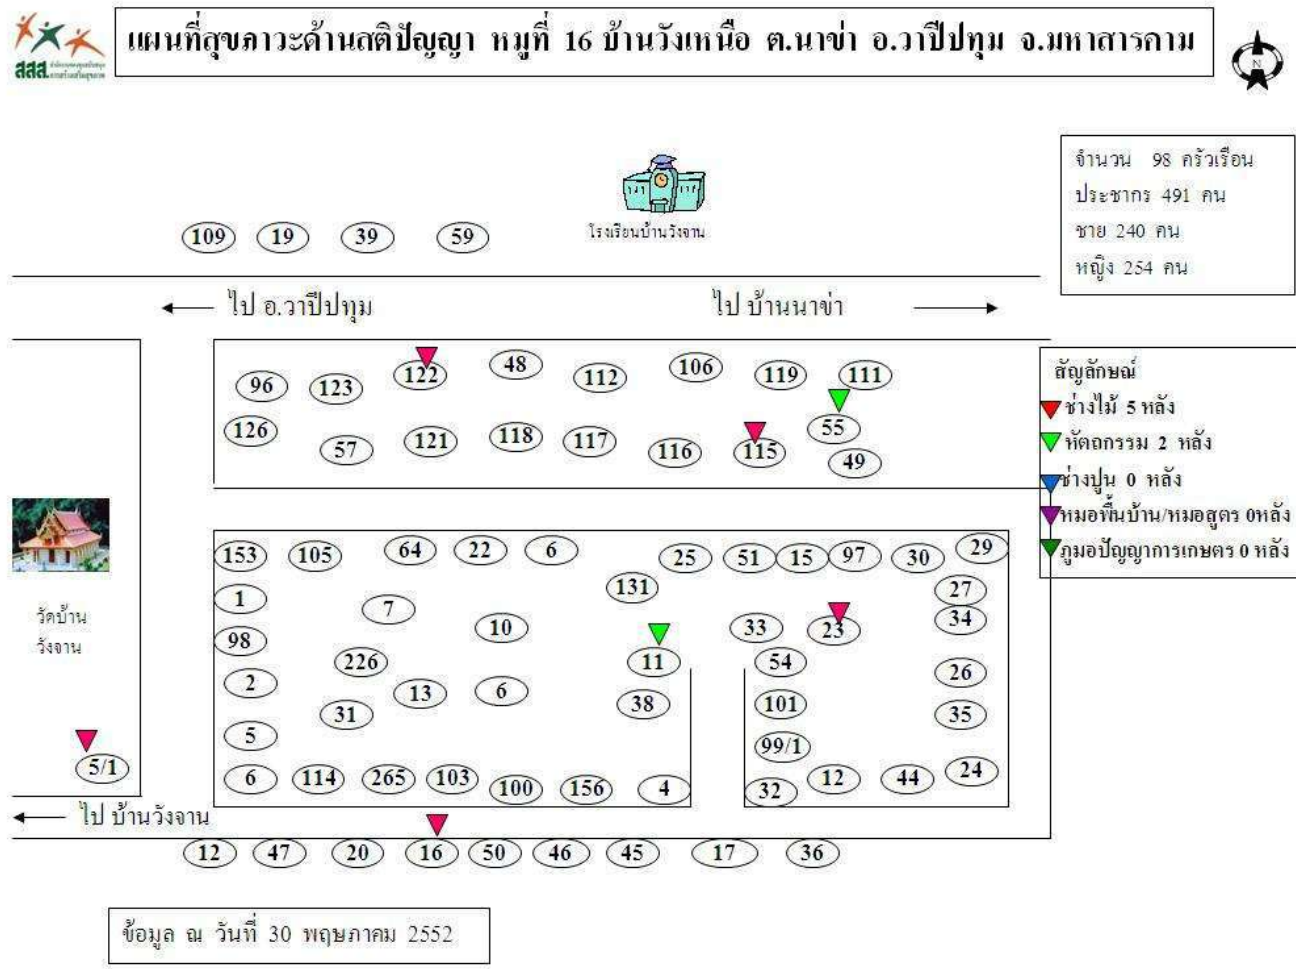 แผนที่สุขภาวะด้านสติปัญญา หมู่ที่ 16 บ้านวังเหนือ ต.นาข่า อ.วาปีปทุม จ.มหาสารคาม
สสส.
N
จำนวน 98 ครัวเรือน
ประชากร 491 คน
ชาย 240 คน
หญิง 254 คน
โรงเรียนบ้านวังจาน
109 19 39 59
ไป อ.วาปีปทุม
ไป บ้านนาข่า
สัญลักษณ์
ช่างไม้ 5 หลัง
หัตถกรรม 2 หลัง
ช่างปูน 0 หลัง
หมอพื้นบ้าน/หมอสูตร 0หลัง
ภูมอปัญญาการเกษตร 0 หลัง
96 123 122 48 112 106 119 111
126 57 121 118 117 116 115 55
49
153 105 64 22 6 25 51 15 97 30 29
131 27
1 7 34
98 10 33 23
226 11 54 26
2 13 6 38 101 35
31
5 99/1
6 114 265 103 100 156 4 32 12 44 24
วัดบ้าน
วังจาน
5/1
ไป บ้านวังจาน
12 47 20 16 50 46 45 17 36
ข้อมูล ณ วันที่ 30 พฤษภาคม 2552